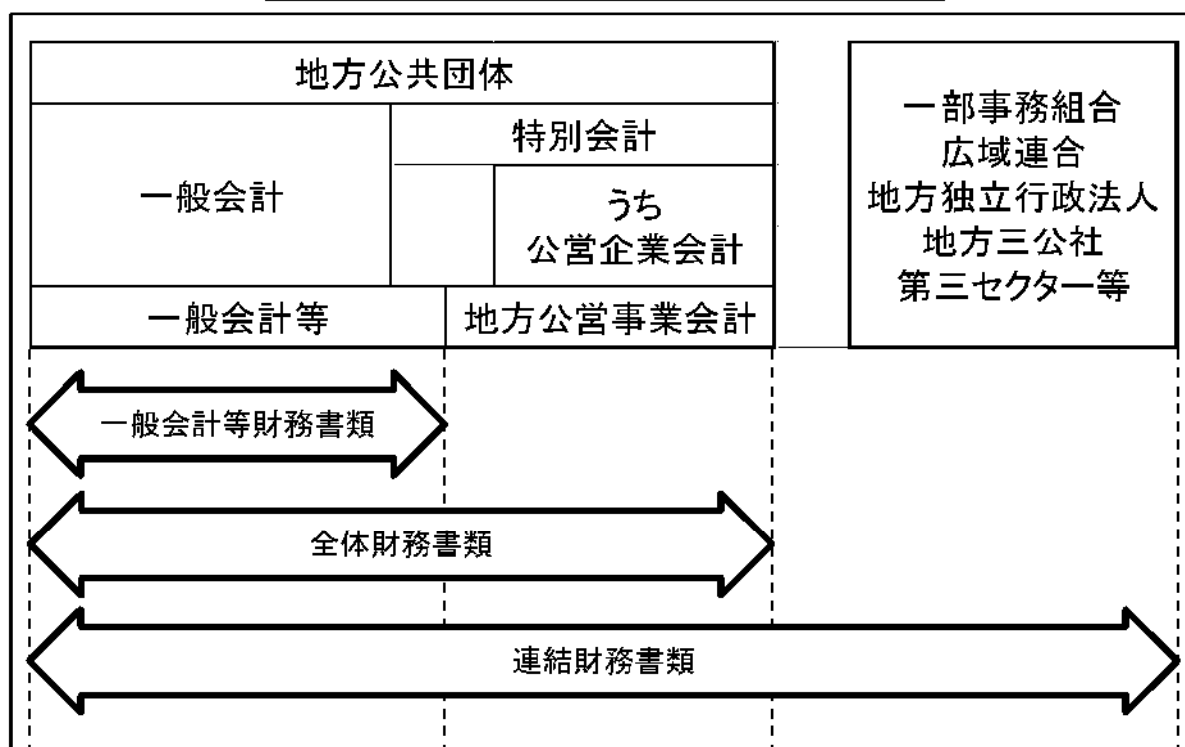 地方公共団体
一般会計
特別会計
うち
公営企業会計
一般会計等
地方公営事業会計
一部事務組合
広域連合
地方独立行政法人
地方三公社
第三セクター等
一般会計等財務書類
全体財務書類
連結財務書類